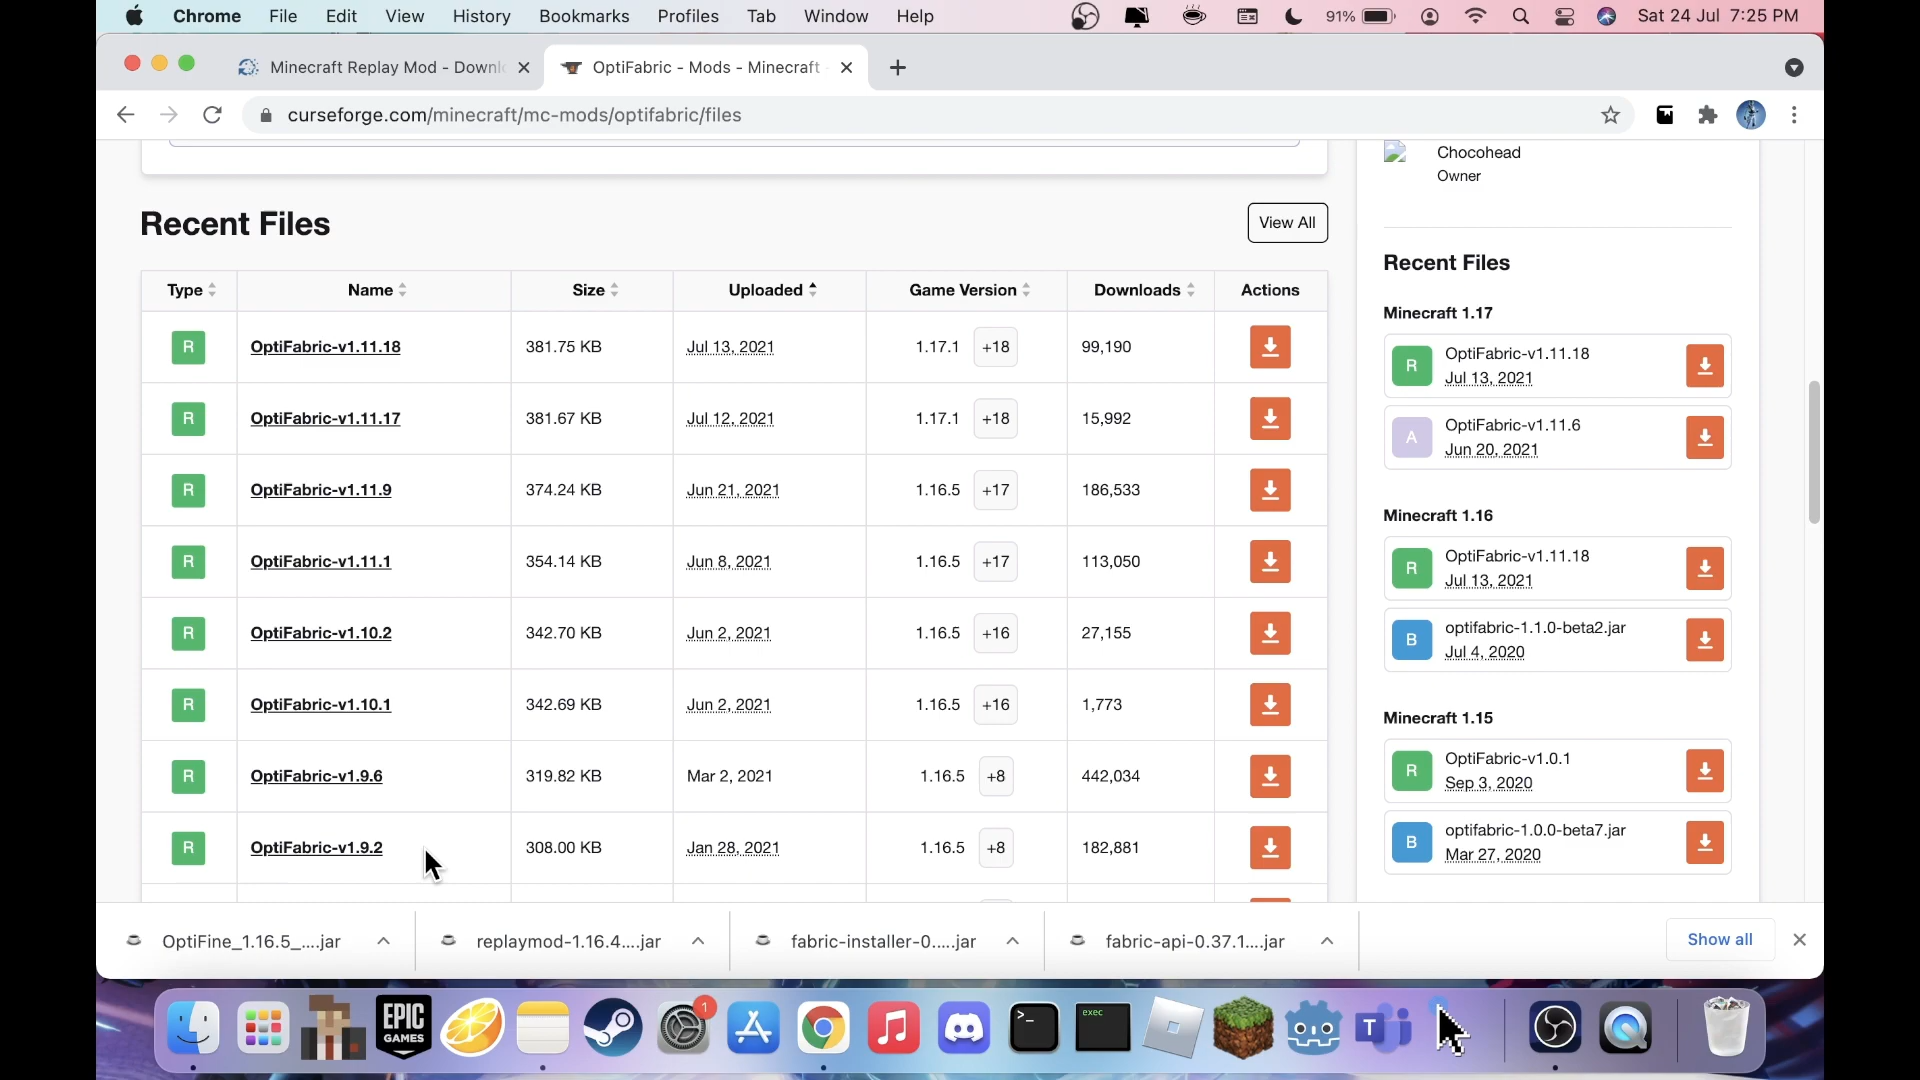 Chrome File Edit View History Bookmarks Profiles Tab Window Help 91% Sat 24 Jul 7:25 PM
Minecraft Replay Mod - Downlo
OptiFabric - Mods - Minecraft
curseforge.com/minecraft/mc-mods/optifabric/files
Recent Files
View All
Type Name Size Uploaded Game Version Downloads Actions
R OptiFabric-v1.11.18 381.75 KB Jul 13, 2021 1.17.1 +18 99,190
R OptiFabric-v1.11.17 381.67 KB Jul 12, 2021 1.17.1 +18 15,992
R OptiFabric-v1.11.9 374.24 KB Jun 21, 2021 1.16.5 +17 186,533
R OptiFabric-v1.11.1 354.14 KB Jun 8, 2021 1.16.5 +17 113,050
R OptiFabric-v1.10.2 342.70 KB Jun 2, 2021 1.16.5 +16 27,155
R OptiFabric-v1.10.1 342.69 KB Jun 2, 2021 1.16.5 +16 1,773
R OptiFabric-v1.9.6 319.82 KB Mar 2, 2021 1.16.5 +8 442,034
R OptiFabric-v1.9.2 308.00 KB Jan 28, 2021 1.16.5 +8 182,881
Chocohead
Owner
Recent Files
Minecraft 1.17
R OptiFabric-v1.11.18
Jul 13, 2021
A OptiFabric-v1.11.6
Jun 20, 2021
Minecraft 1.16
R OptiFabric-v1.11.18
Jul 13, 2021
B optifabric-1.1.0-beta2.jar
Jul 4, 2020
Minecraft 1.15
R OptiFabric-v1.0.1
Sep 3, 2020
B optifabric-1.0.0-beta7.jar
Mar 27, 2020
OptiFine_1.16.5_....jar
replaymod-1.16.4....jar
fabric-installer-0.....jar
fabric-api-0.37.1....jar
Show all
EPIC
GAMES
1
>_
exec
T